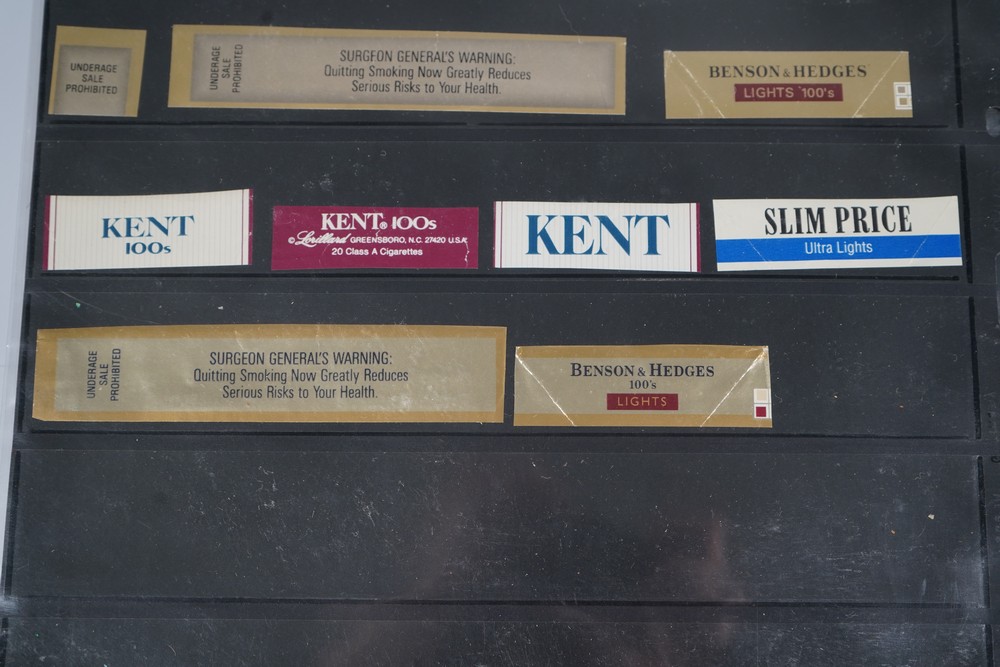 UNDERAGE
SALE
PROHIBITED
UNDERAGE
SALE
PROHIBITED
SURGEON GENERAL'S WARNING:
Quitting Smoking Now Greatly Reduces
Serious Risks to Your Health.
BENSON & HEDGES
LIGHTS 100's
KENT
100s
KENT® 100s
© Lorillard GREENSBORO, N.C. 27420 U.S.A.
20 Class A Cigarettes
KENT
SLIM PRICE
Ultra Lights
UNDERAGE
SALE
PROHIBITED
SURGEON GENERAL'S WARNING:
Quitting Smoking Now Greatly Reduces
Serious Risks to Your Health.
BENSON & HEDGES
100's
LIGHTS